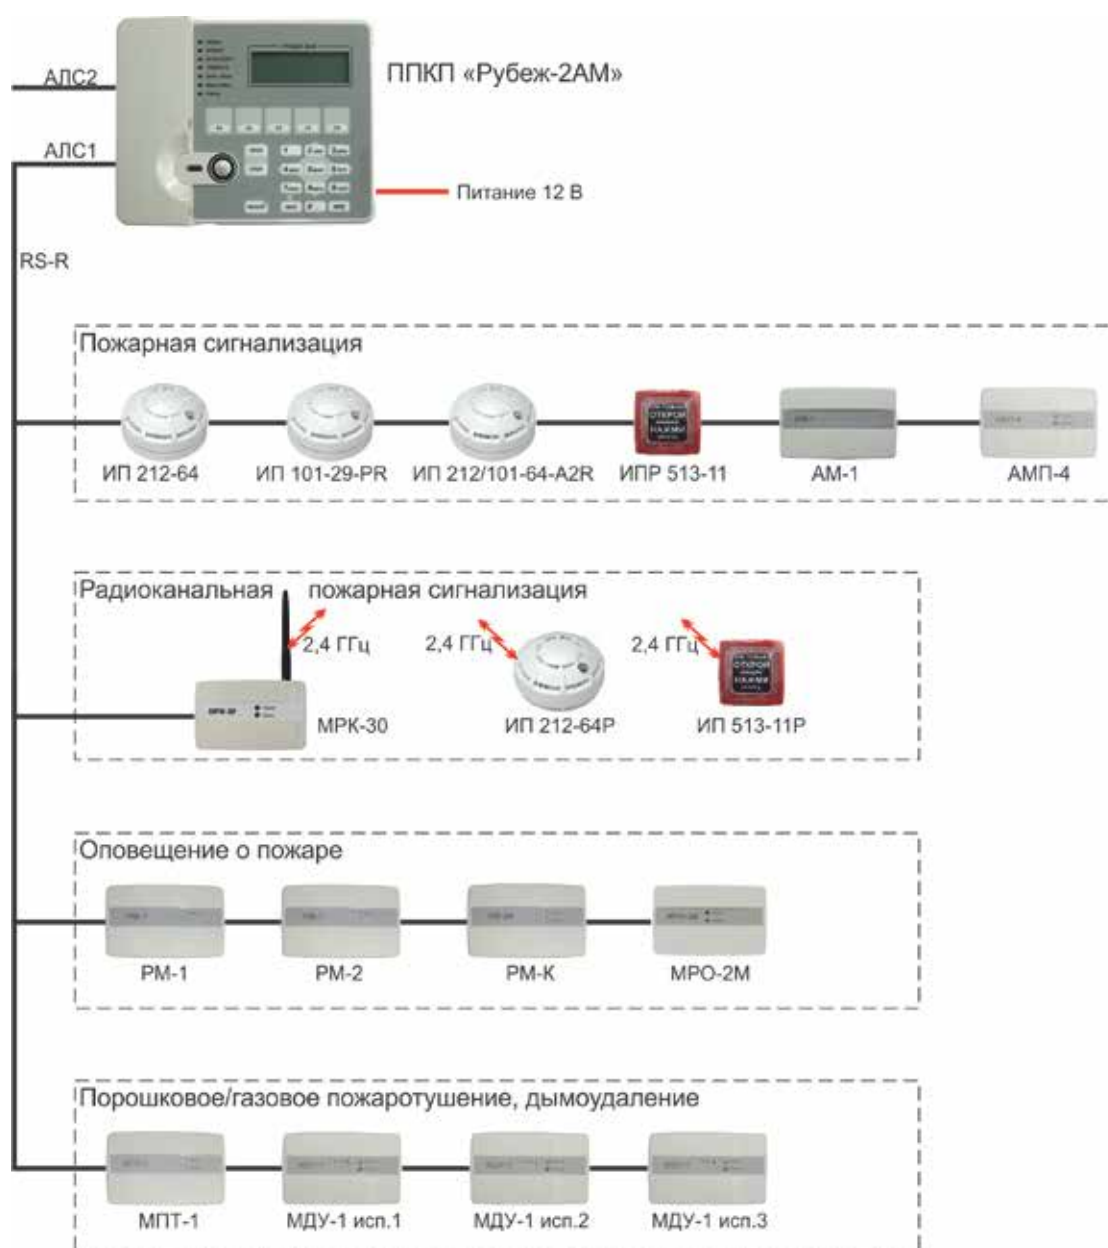 АЛС2
ППКП «Рубеж-2АМ»
АЛС1
Питание 12 В
RS-R
Пожарная сигнализация
ОТКРОЙ
НАЖМИ
ИП 212-64
ИП 101-29-PR
ИП 212/101-64-A2R
ИПР 513-11
АМ-1
АМП-4
Радиоканальная пожарная сигнализация
2,4 ГГц
2,4 ГГц
2,4 ГГц
ОТКРОЙ
НАЖМИ
МРК-30
ИП 212-64Р
ИП 513-11Р
Оповещение о пожаре
РМ-1
РМ-2
РМ-К
МРО-2М
Порошковое/газовое пожаротушение, дымоудаление
МПТ-1
МДУ-1 исп.1
МДУ-1 исп.2
МДУ-1 исп.3